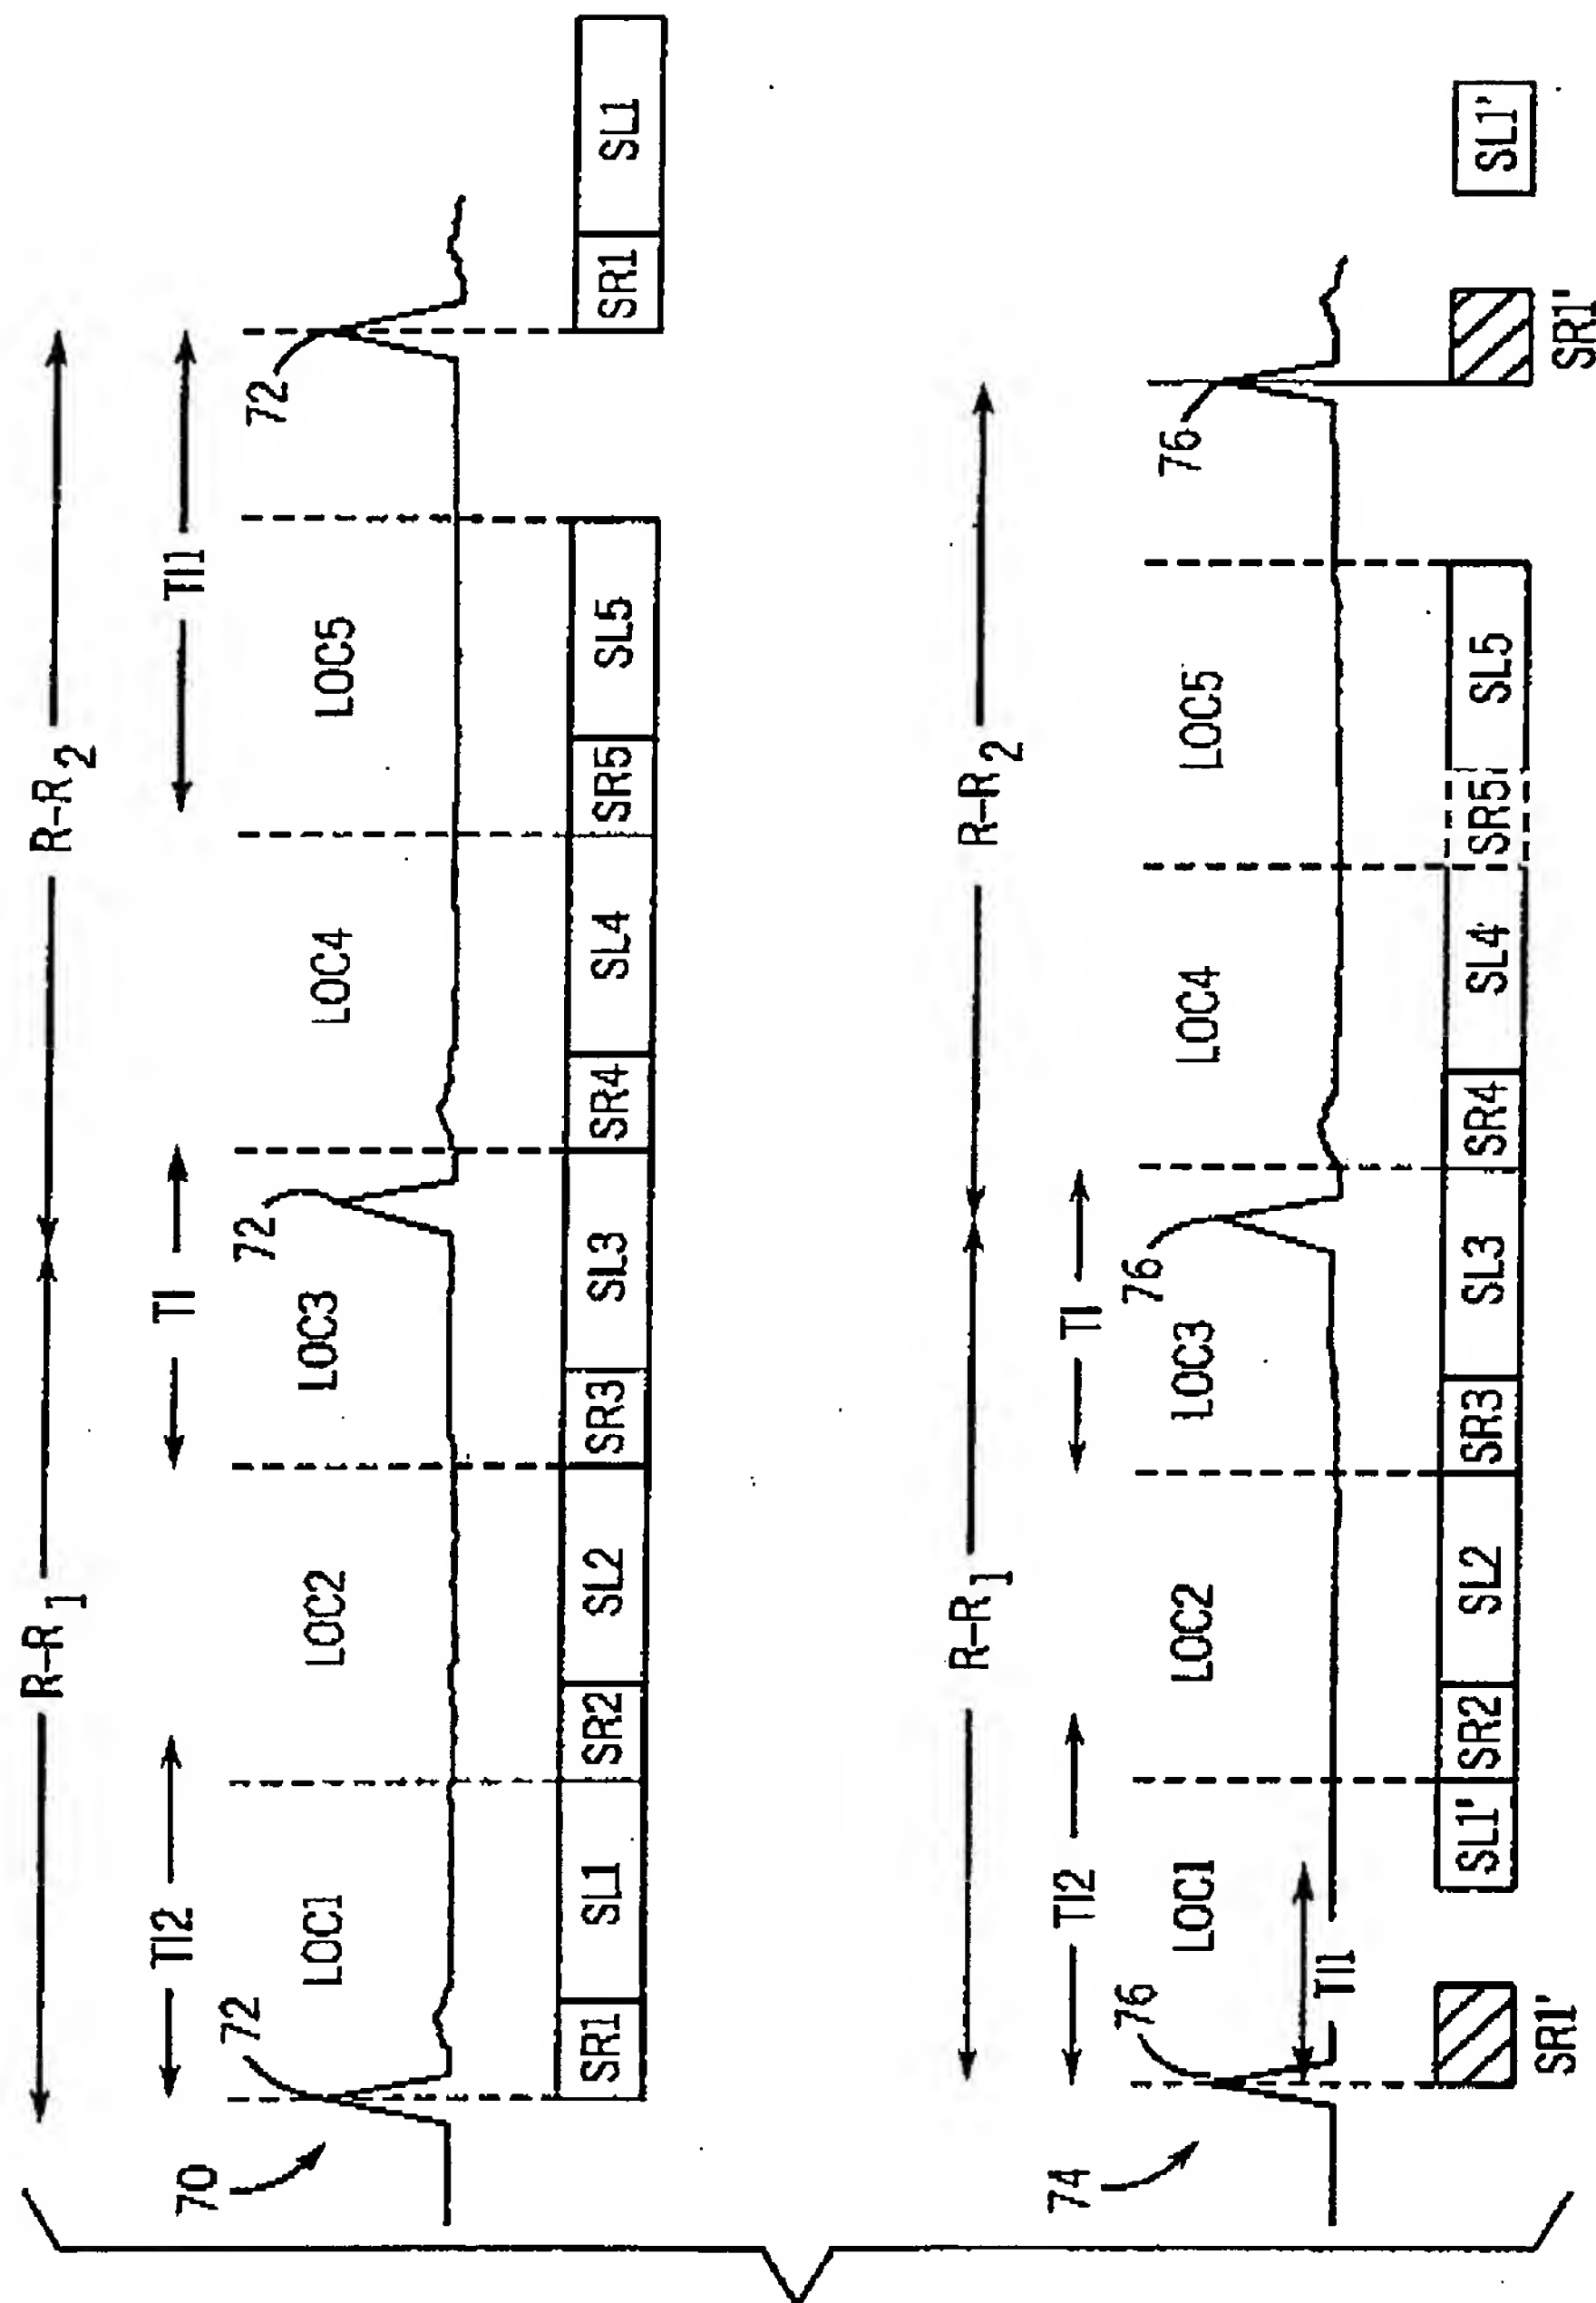 R-R1 R-R2
TI2 TI TI1
70 72 72 72
LOC1 LOC2 LOC3 LOC4 LOC5
SR1 SL1 SR2 SL2 SR3 SL3 SR4 SL4 SR5 SL5 SR1 SL1
R-R1 R-R2
TI2 TI
74 76 76 76
LOC1 LOC2 LOC3 LOC4 LOC5
TI1
SL1' SR2 SL2 SR3 SL3 SR4 SL4 SR5 SL5 SL1'
SR1' SR1'